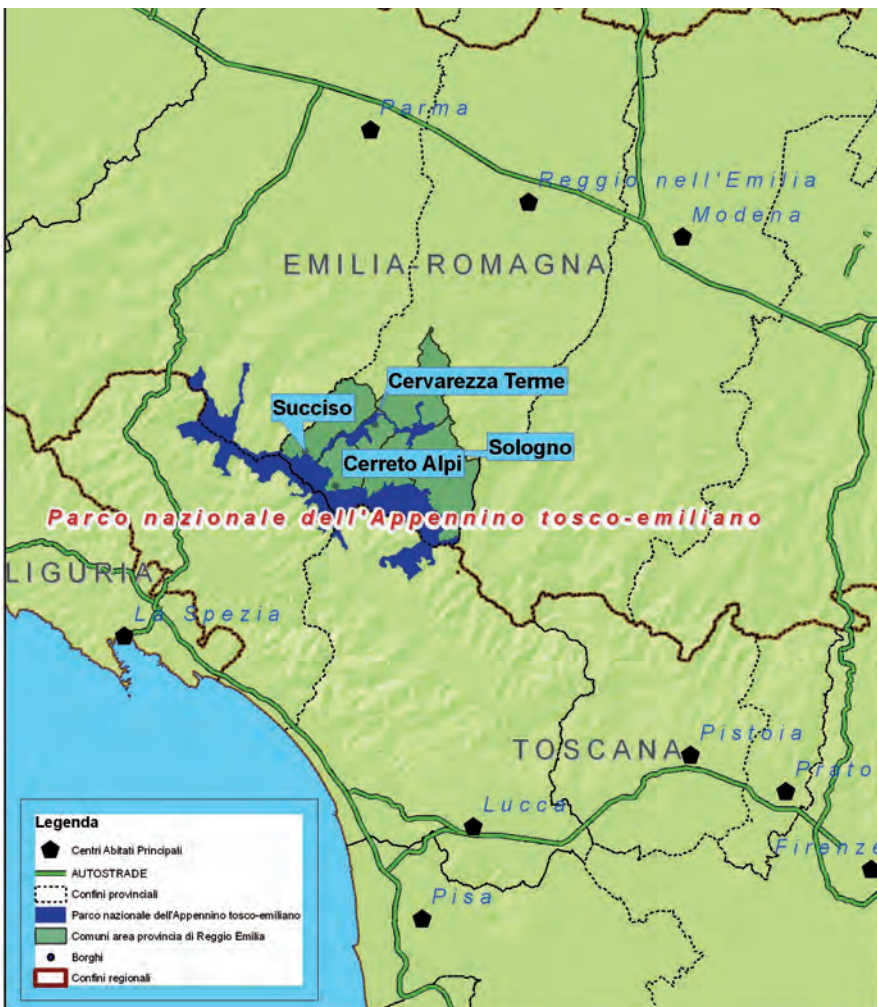 Parma
Reggio nell'Emilia
Modena
EMILIA-ROMAGNA
Cervarezza Terme
Succiso
Sologno
Cerreto Alpi
Parco nazionale dell'Appennino tosco-emiliano
LIGURIA
La Spezia
TOSCANA
Pistoia
Prato
Lucca
Firenze
Pisa
Legenda
Centri Abitati Principali
AUTOSTRADE
Confini provinciali
Parco nazionale dell'Appennino tosco-emiliano
Comuni area provincia di Reggio Emilia
Borghi
Confini regionali